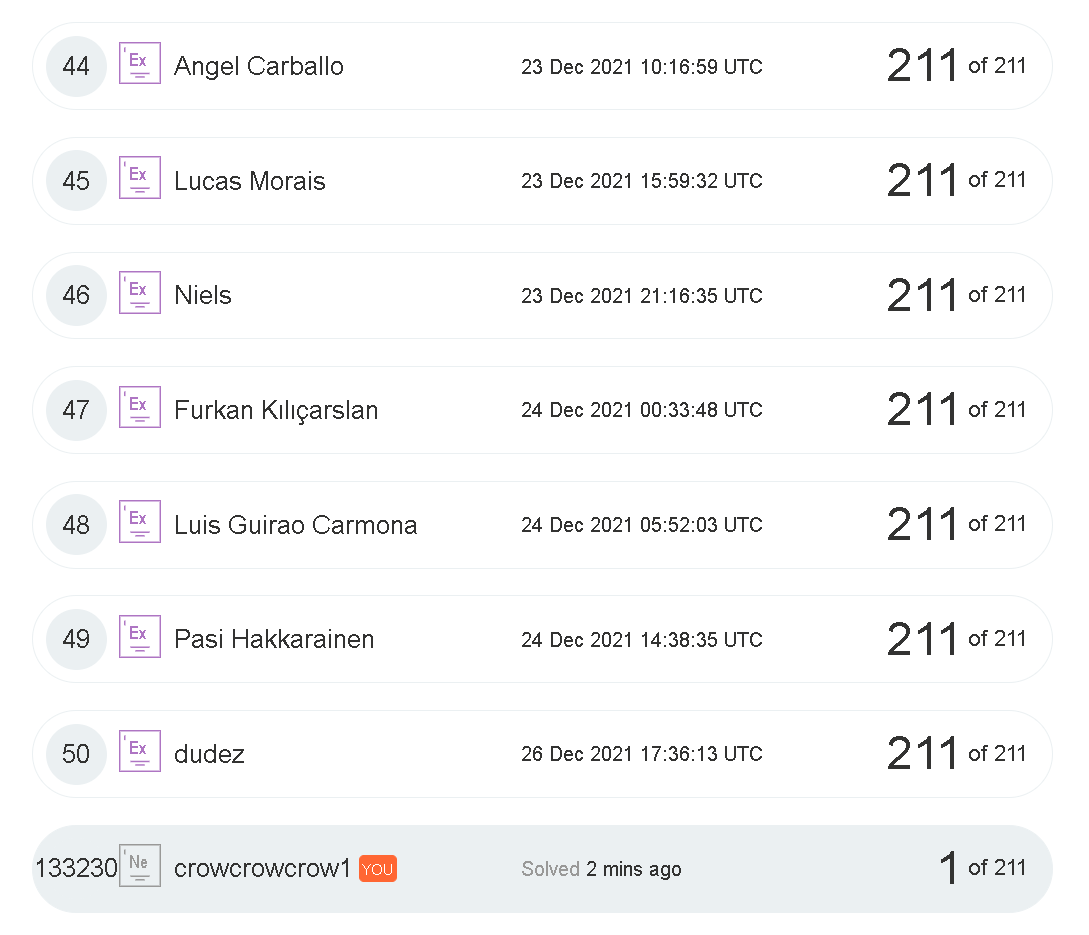 44 'Ex Angel Carballo 23 Dec 2021 10:16:59 UTC 211 of 211
45 'Ex Lucas Morais 23 Dec 2021 15:59:32 UTC 211 of 211
46 'Ex Niels 23 Dec 2021 21:16:35 UTC 211 of 211
47 'Ex Furkan Kılıçarslan 24 Dec 2021 00:33:48 UTC 211 of 211
48 'Ex Luis Guirao Carmona 24 Dec 2021 05:52:03 UTC 211 of 211
49 'Ex Pasi Hakkarainen 24 Dec 2021 14:38:35 UTC 211 of 211
50 'Ex dudez 26 Dec 2021 17:36:13 UTC 211 of 211
133230 'Ne crowcrowcrow1 YOU Solved 2 mins ago 1 of 211